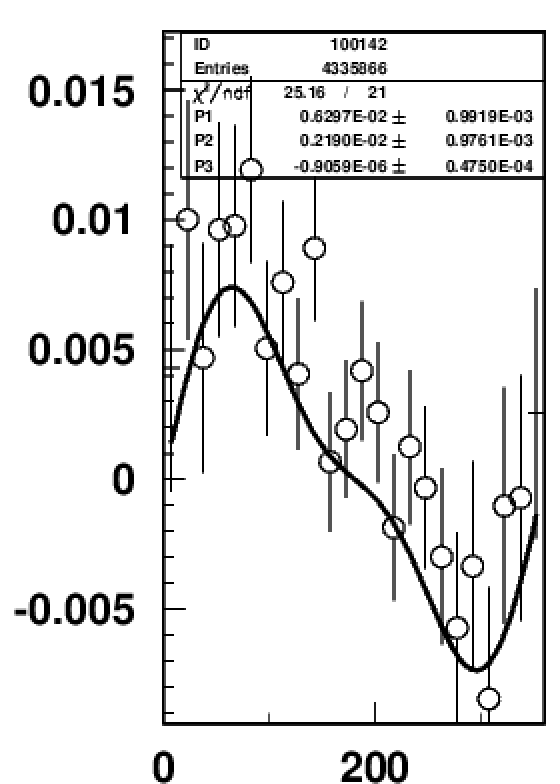 ID 100142
Entries 4335866
χ²/ndf 25.16 / 21
P1 0.6297E-02 ± 0.9919E-03
P2 0.2190E-02 ± 0.9761E-03
P3 -0.9059E-06 ± 0.4750E-04
0.015
0.01
0.005
0
-0.005
0 200